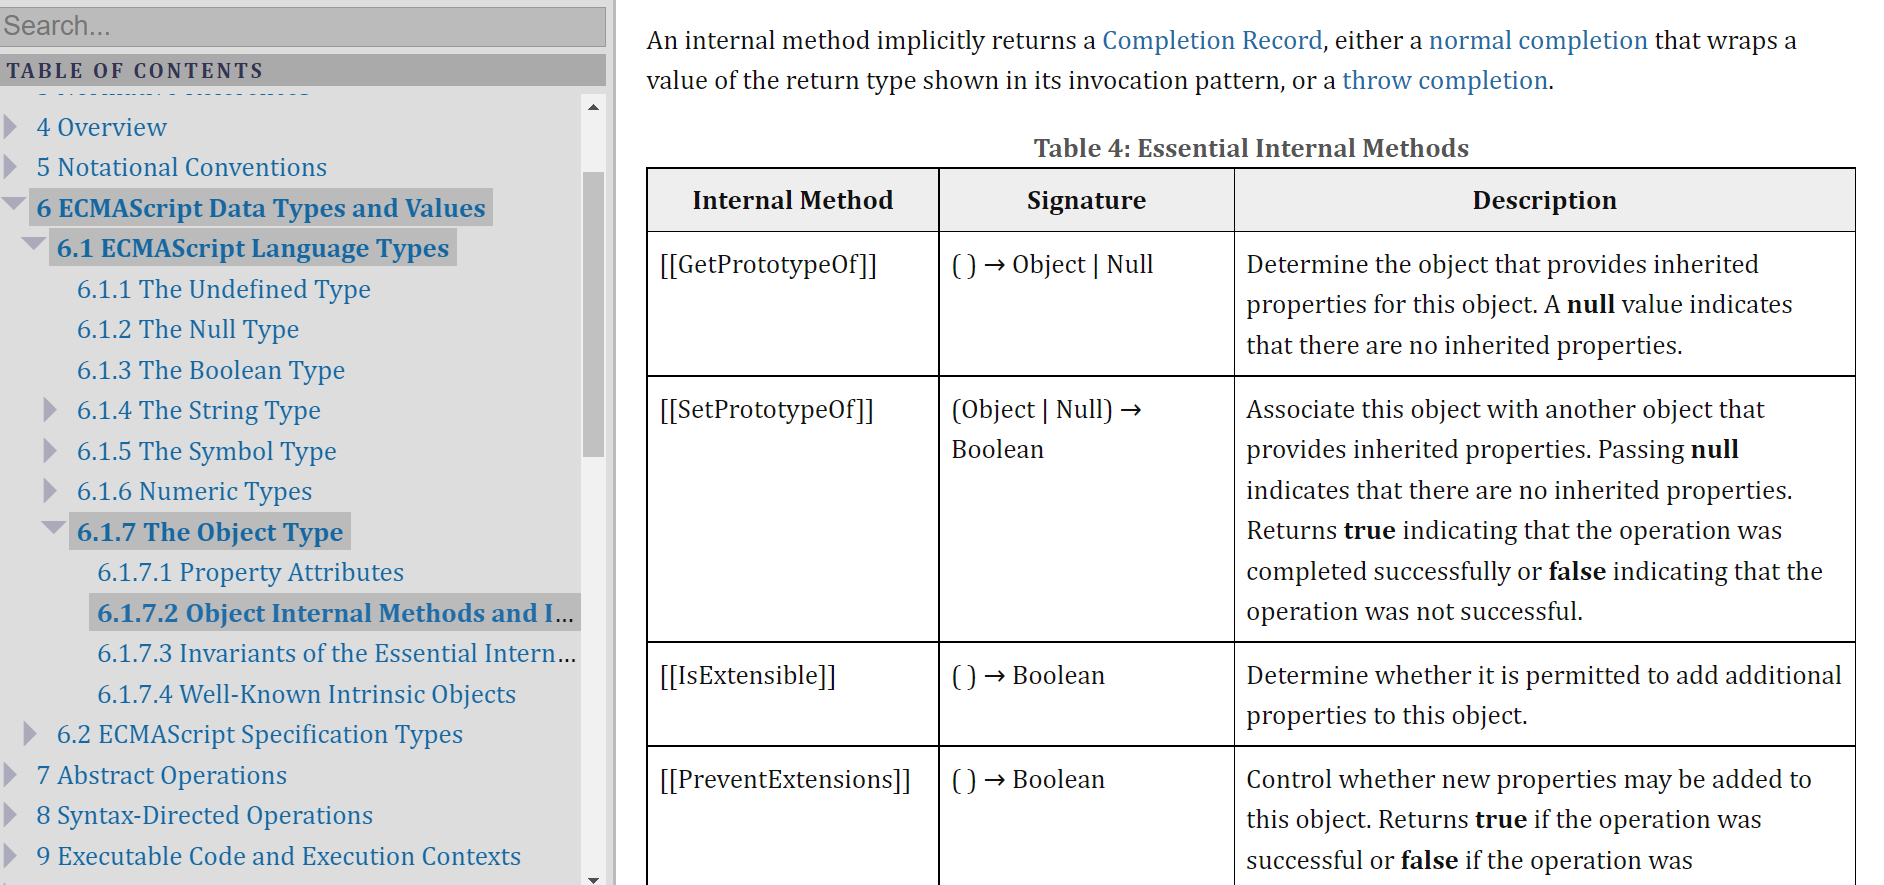 Search...
TABLE OF CONTENTS
4 Overview
5 Notational Conventions
6 ECMAScript Data Types and Values
6.1 ECMAScript Language Types
6.1.1 The Undefined Type
6.1.2 The Null Type
6.1.3 The Boolean Type
6.1.4 The String Type
6.1.5 The Symbol Type
6.1.6 Numeric Types
6.1.7 The Object Type
6.1.7.1 Property Attributes
6.1.7.2 Object Internal Methods and I...
6.1.7.3 Invariants of the Essential Intern...
6.1.7.4 Well-Known Intrinsic Objects
6.2 ECMAScript Specification Types
7 Abstract Operations
8 Syntax-Directed Operations
9 Executable Code and Execution Contexts
An internal method implicitly returns a Completion Record, either a normal completion that wraps a
value of the return type shown in its invocation pattern, or a throw completion.
Table 4: Essential Internal Methods
Internal Method Signature Description
[[GetPrototypeOf]] ( ) → Object | Null Determine the object that provides inherited
properties for this object. A null value indicates
that there are no inherited properties.
[[SetPrototypeOf]] (Object | Null) → Associate this object with another object that
Boolean provides inherited properties. Passing null
indicates that there are no inherited properties.
Returns true indicating that the operation was
completed successfully or false indicating that the
operation was not successful.
[[IsExtensible]] ( ) → Boolean Determine whether it is permitted to add additional
properties to this object.
[[PreventExtensions]] ( ) → Boolean Control whether new properties may be added to
this object. Returns true if the operation was
successful or false if the operation was